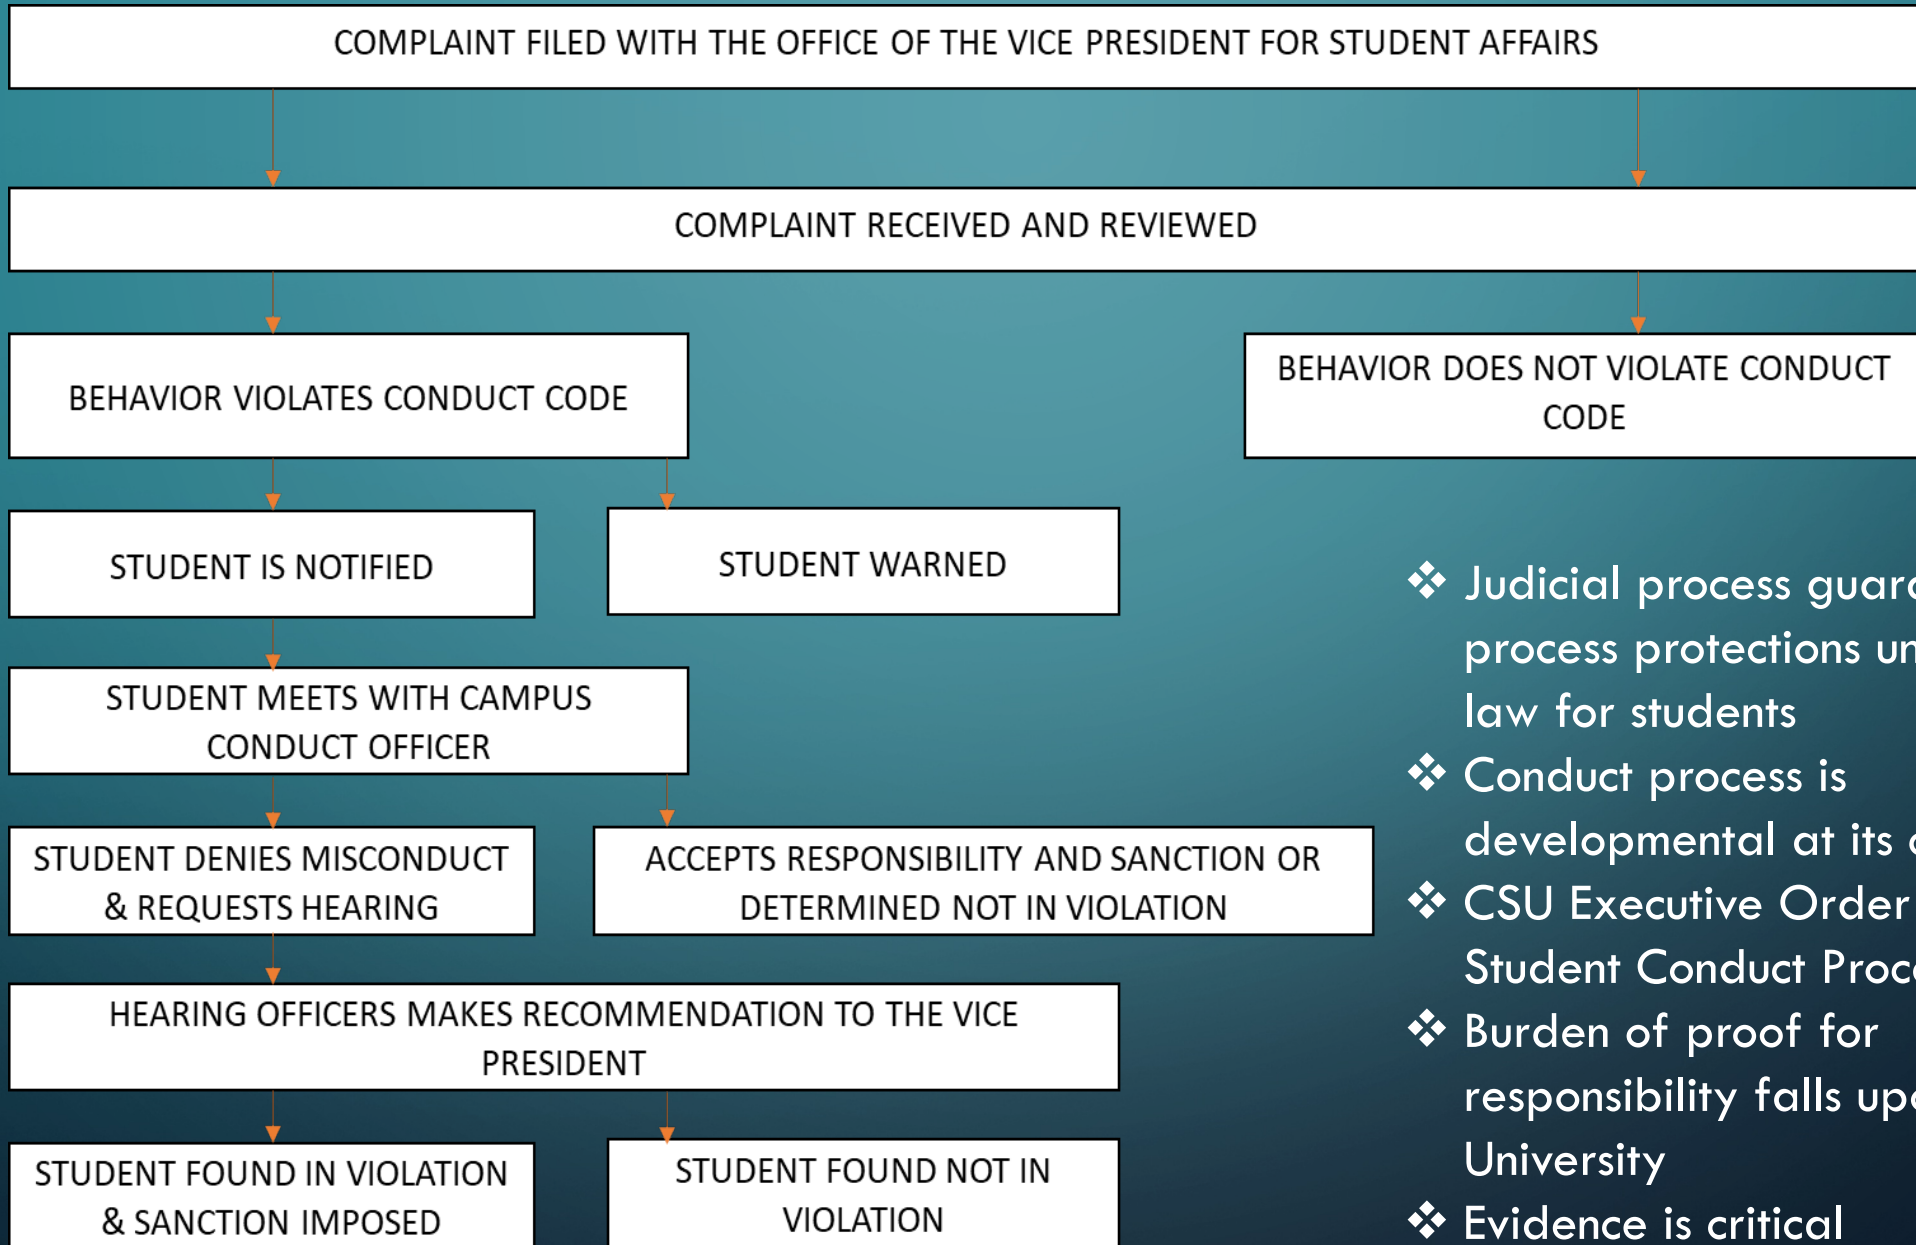 COMPLAINT FILED WITH THE OFFICE OF THE VICE PRESIDENT FOR STUDENT AFFAIRS
COMPLAINT RECEIVED AND REVIEWED
BEHAVIOR VIOLATES CONDUCT CODE
BEHAVIOR DOES NOT VIOLATE CONDUCT
CODE
STUDENT IS NOTIFIED
STUDENT WARNED
STUDENT MEETS WITH CAMPUS
CONDUCT OFFICER
STUDENT DENIES MISCONDUCT
& REQUESTS HEARING
ACCEPTS RESPONSIBILITY AND SANCTION OR
DETERMINED NOT IN VIOLATION
HEARING OFFICERS MAKES RECOMMENDATION TO THE VICE
PRESIDENT
STUDENT FOUND IN VIOLATION
& SANCTION IMPOSED
STUDENT FOUND NOT IN
VIOLATION
❖ Judicial process
process protections
law for students
❖ Conduct process is
developmental at its
❖ CSU Executive Order
Student Conduct
❖ Burden of proof for
responsibility falls
University
❖ Evidence is critical